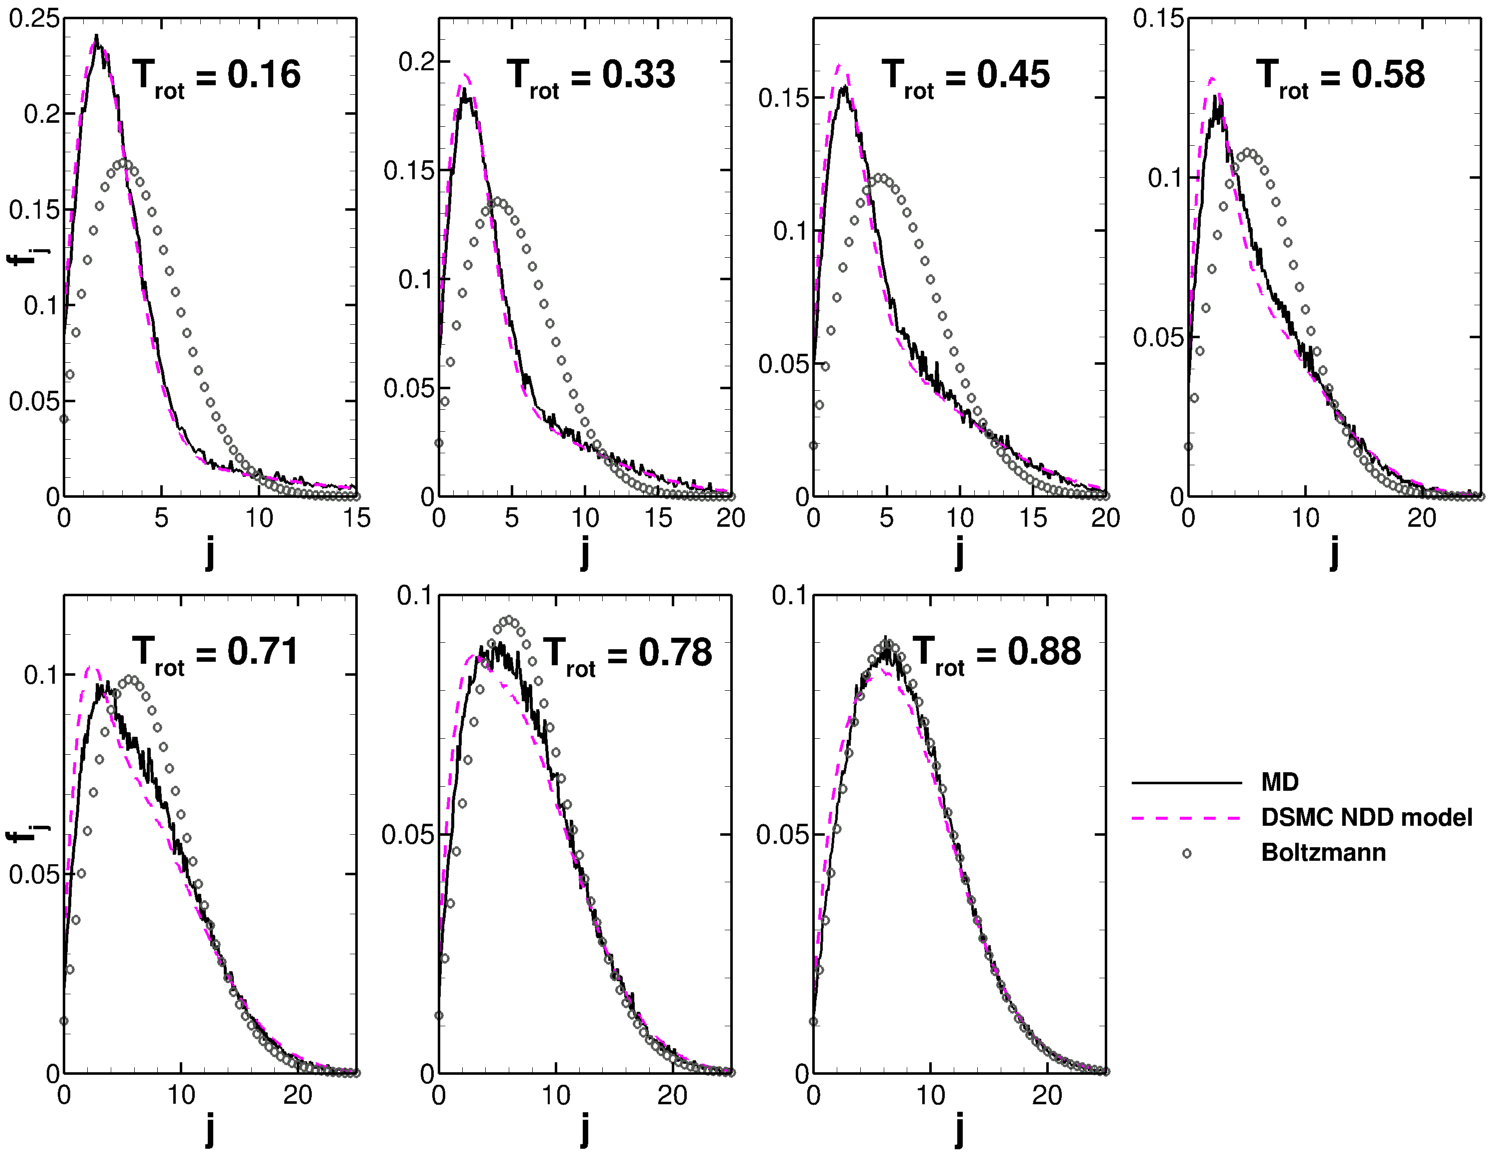 T_rot = 0.16
T_rot = 0.33
T_rot = 0.45
T_rot = 0.58
f_j
0.25
0.2
0.15
0.1
0.05
0
0 5 10 15
j
0.2
0.15
0.1
0.05
0
0 5 10 15 20
j
0.15
0.1
0.05
0
0 5 10 15 20
j
0.15
0.1
0.05
0
0 10 20
j
T_rot = 0.71
T_rot = 0.78
T_rot = 0.88
f_j
0.1
0.05
0
0 10 20
j
0.1
0.05
0
0 10 20
j
0.1
0.05
0
0 10 20
j
MD
DSMC NDD model
Boltzmann